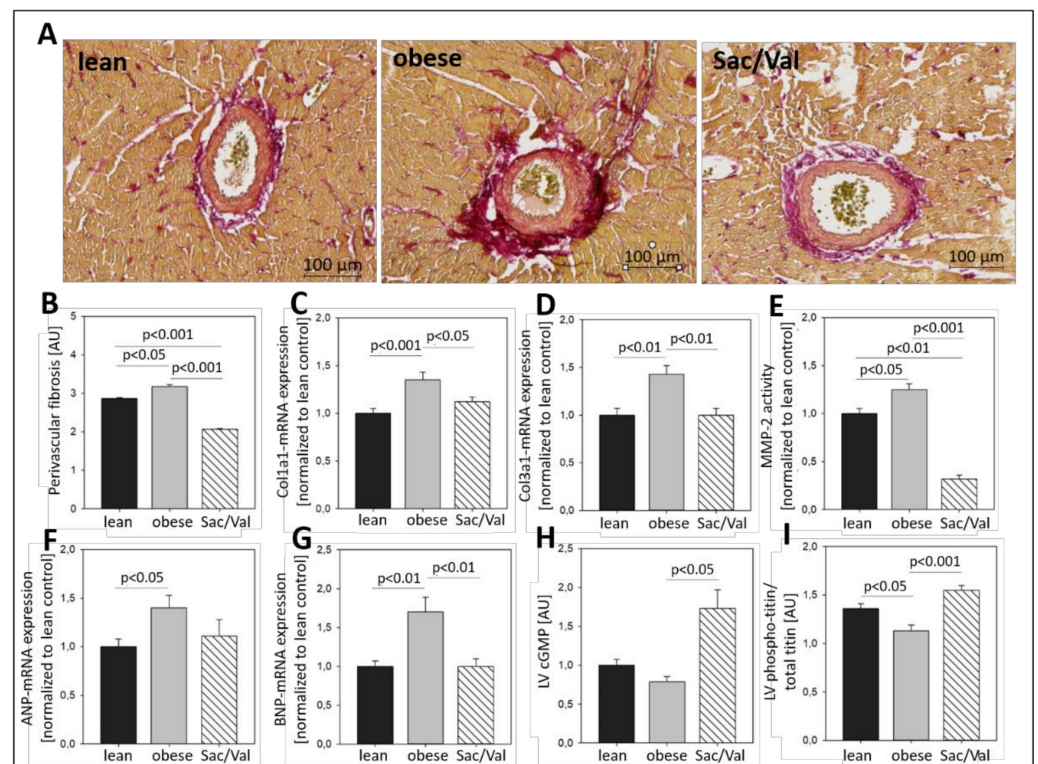 A
lean
obese
Sac/Val
100 µm
100 µm
100 µm
B
Perivascular fibrosis [AU]
5
4
3
2
1
0
p<0.001
p<0.05
p<0.001
lean obese Sac/Val
C
Col1a1-mRNA expression
[normalized to lean control]
2,0
1,5
1,0
0,5
0,0
p<0.001
p<0.05
lean obese Sac/Val
D
Col3a1-mRNA expression
[normalized to lean control]
2,0
1,5
1,0
0,5
0,0
p<0.01
p<0.01
lean obese Sac/Val
E
MMP-2 activity
[normalized to lean control]
2,0
1,5
1,0
0,5
0,0
p<0.001
p<0.01
p<0.05
lean obese Sac/Val
F
ANP-mRNA expression
[normalized to lean control]
2,0
1,5
1,0
0,5
0,0
p<0.05
lean obese Sac/Val
G
BNP-mRNA expression
[normalized to lean control]
2,5
2,0
1,5
1,0
0,5
0,0
p<0.01
p<0.01
lean obese Sac/Val
H
LV cGMP [AU]
2,5
2,0
1,5
1,0
0,5
0,0
p<0.05
lean obese Sac/Val
I
LV phospho-titin/
total titin [AU]
2,0
1,5
1,0
0,5
0,0
p<0.001
p<0.05
lean obese Sac/Val